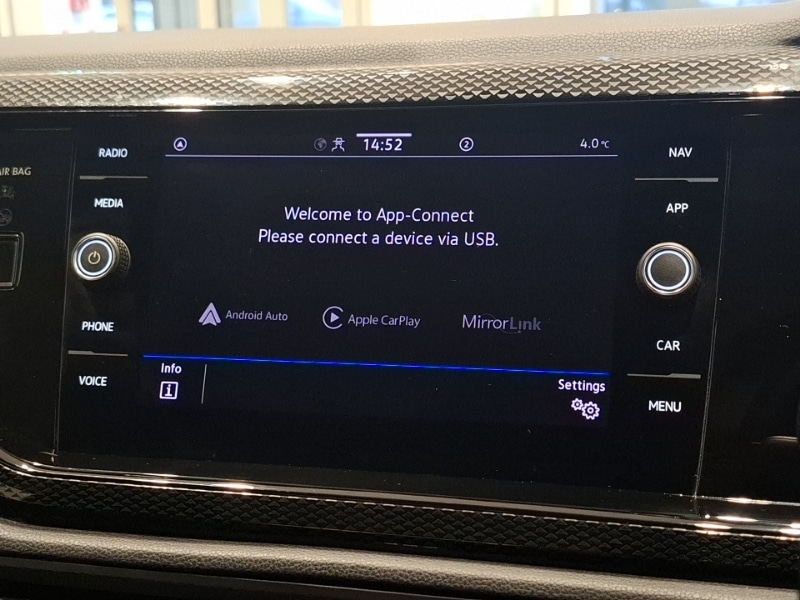 AIR BAG
RADIO
MEDIA
PHONE
VOICE
14:52
2
4.0°C
Welcome to App-Connect
Please connect a device via USB.
Android Auto
Apple CarPlay
MirrorLink
Info
Settings
NAV
APP
CAR
MENU